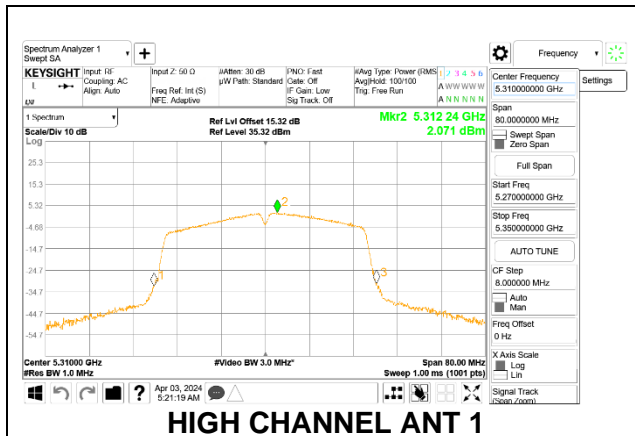 Spectrum Analyzer 1
Swept SA
+
Frequency
KEYSIGHT
Input: RF
Coupling: AC
Align: Auto
Input Z: 50 Ω
Freq Ref: Int (S)
NFE: Adaptive
#Atten: 30 dB
µW Path: Standard
PNO: Fast
Gate: Off
IF Gain: Low
Sig Track: Off
#Avg Type: Power (RMS
Avg|Hold: 100/100
Trig: Free Run
1 2 3 4 5 6
A W W W W W
A N N N N N
L
Center Frequency
5.310000000 GHz
Settings
Span
80.0000000 MHz
Swept Span
Zero Span
Full Span
Start Freq
5.270000000 GHz
Stop Freq
5.350000000 GHz
AUTO TUNE
CF Step
8.000000 MHz
Auto
Man
Freq Offset
0 Hz
X Axis Scale
Log
Lin
Signal Track
(Span Zoom)
1 Spectrum
Scale/Div 10 dB
Log
Ref Lvl Offset 15.32 dB
Ref Level 35.32 dBm
Mkr2 5.312 24 GHz
2.071 dBm
25.3
15.3
5.32
-4.68
-14.7
-24.7
-34.7
-44.7
-54.7
1
2
3
Center 5.31000 GHz
#Res BW 1.0 MHz
#Video BW 3.0 MHz*
Span 80.00 MHz
Sweep 1.00 ms (1001 pts)
?
Apr 03, 2024
5:21:19 AM
HIGH CHANNEL ANT 1